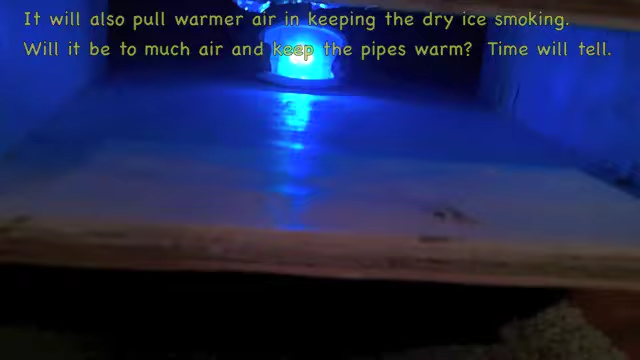 It will also pull warmer air in keeping the dry ice smoking.
Will it be to much air and keep the pipes warm?  Time will tell.